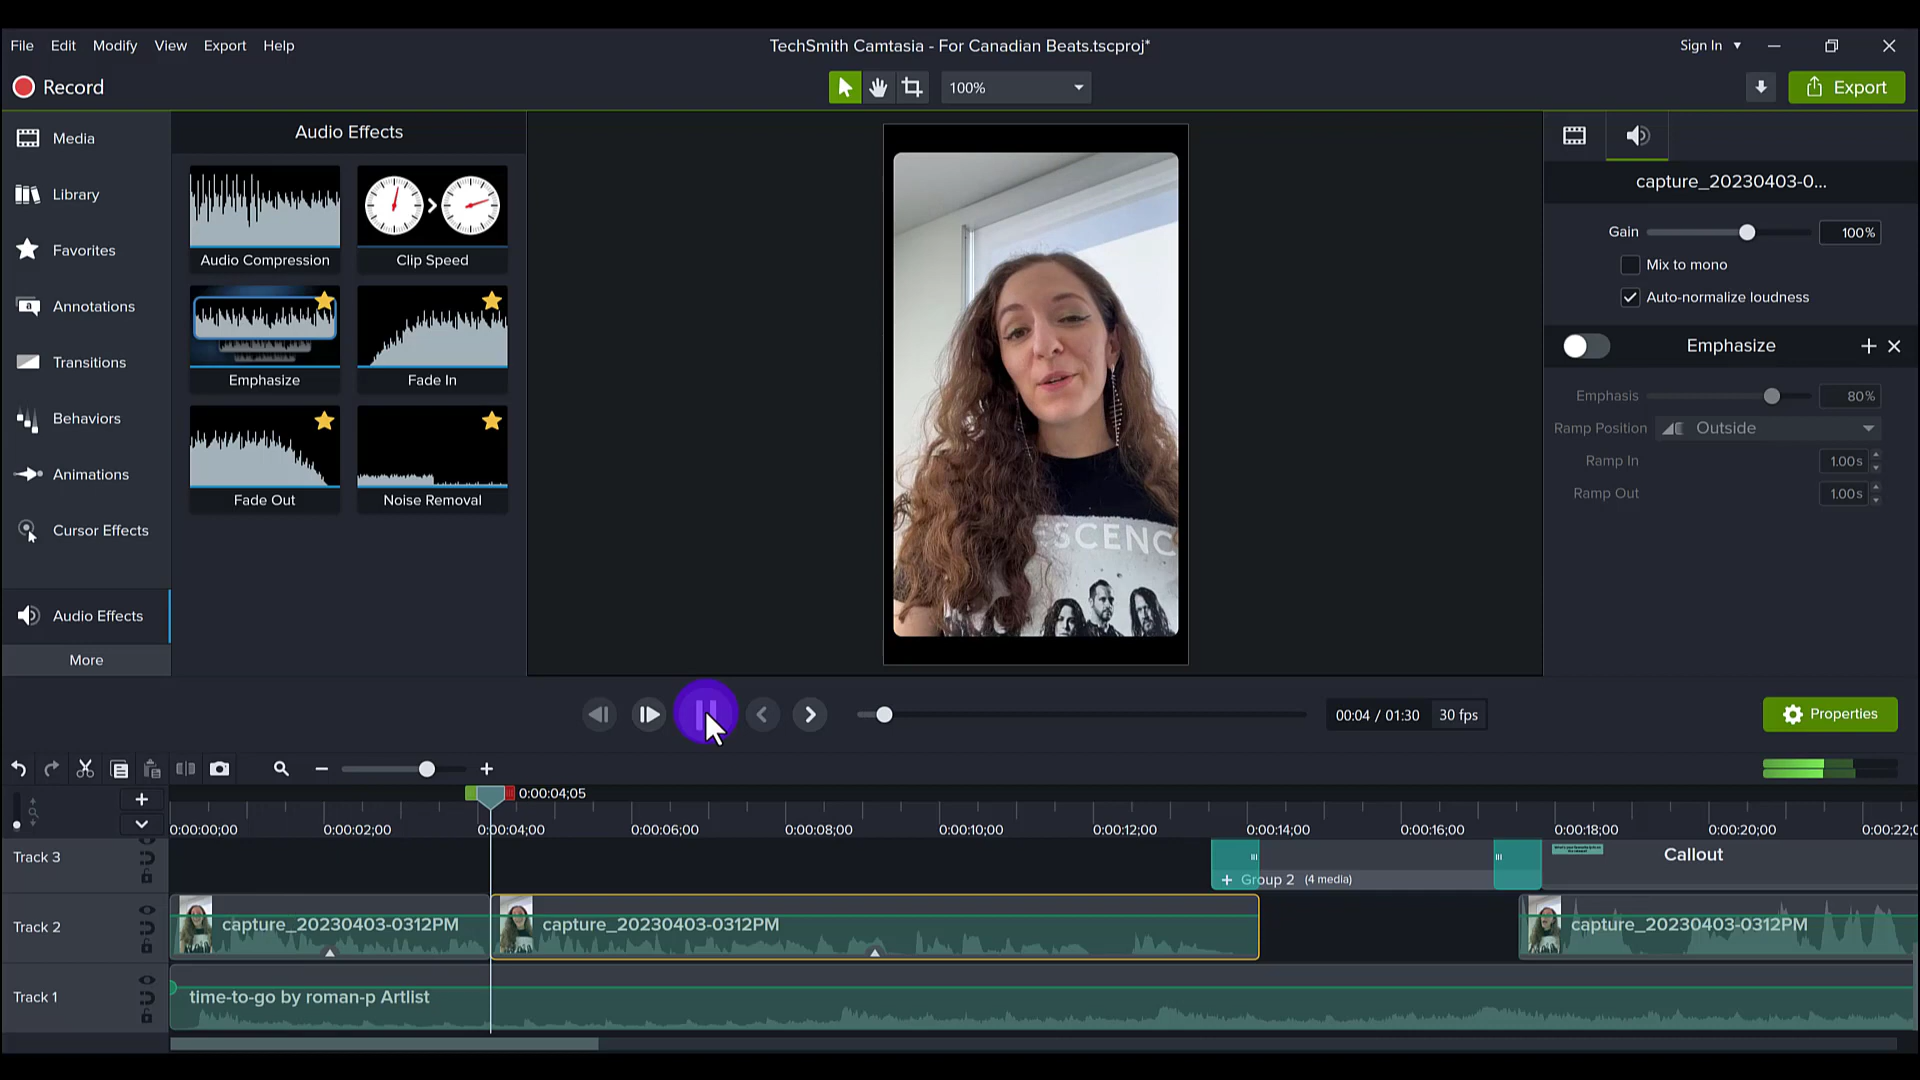 File Edit Modify View Export Help
TechSmith Camtasia - For Canadian Beats.tscproj*
Sign In
Record
100%
Export
Media
Library
Favorites
Annotations
Transitions
Behaviors
Animations
Cursor Effects
Audio Effects
More
Audio Effects
Audio Compression
Clip Speed
Emphasize
Fade In
Fade Out
Noise Removal
SCENC
capture_20230403-0...
Gain 100%
Mix to mono
Auto-normalize loudness
Emphasize
Emphasis 80%
Ramp Position Outside
Ramp In 1.00s
Ramp Out 1.00s
00:04 / 01:30 30 fps
Properties
0:00:04;05
0:00:00;00 0:00:02;00 0:00:04;00 0:00:06;00 0:00:08;00 0:00:10;00 0:00:12;00 0:00:14;00 0:00:16;00 0:00:18;00 0:00:20;00 0:00:22;0
Track 3
+ Group 2 (4 media)
Callout
Track 2
capture_20230403-0312PM
capture_20230403-0312PM
capture_20230403-0312PM
Track 1
time-to-go by roman-p Artlist